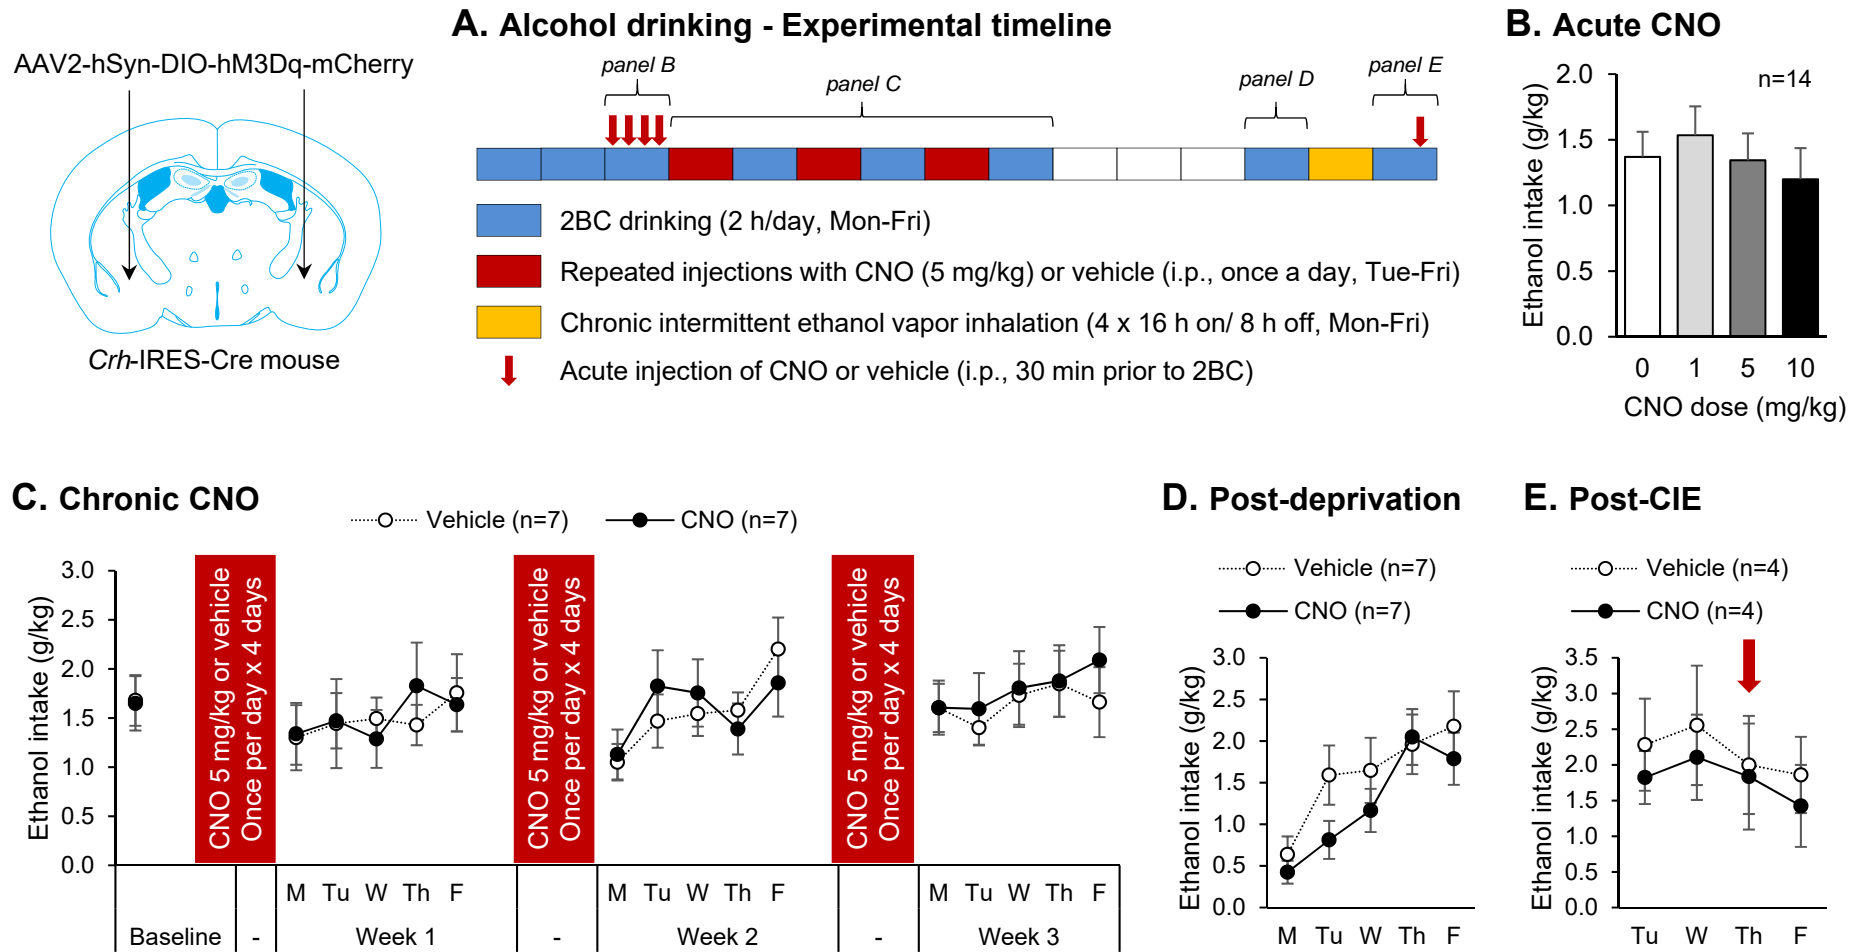 AAV2-hSyn-DIO-hM3Dq-mCherry
Crh-IRES-Cre mouse
A. Alcohol drinking - Experimental timeline
panel B
panel C
panel D
panel E
2BC drinking (2 h/day, Mon-Fri)
Repeated injections with CNO (5 mg/kg) or vehicle (i.p., once a day, Tue-Fri)
Chronic intermittent ethanol vapor inhalation (4 x 16 h on/ 8 h off, Mon-Fri)
Acute injection of CNO or vehicle (i.p., 30 min prior to 2BC)
B. Acute CNO
n=14
Ethanol intake (g/kg)
2.0
1.5
1.0
0.5
0.0
0 1 5 10
CNO dose (mg/kg)
C. Chronic CNO
Vehicle (n=7)
CNO (n=7)
Ethanol intake (g/kg)
3.0
2.5
2.0
1.5
1.0
0.5
0.0
CNO 5 mg/kg or vehicle
Once per day x 4 days
CNO 5 mg/kg or vehicle
Once per day x 4 days
CNO 5 mg/kg or vehicle
Once per day x 4 days
M Tu W Th F M Tu W Th F M Tu W Th F
Baseline - Week 1 - Week 2 - Week 3
D. Post-deprivation
Vehicle (n=7)
CNO (n=7)
Ethanol intake (g/kg)
3.0
2.5
2.0
1.5
1.0
0.5
0.0
M Tu W Th F
E. Post-CIE
Vehicle (n=4)
CNO (n=4)
Ethanol intake (g/kg)
3.5
3.0
2.5
2.0
1.5
1.0
0.5
0.0
Tu W Th F